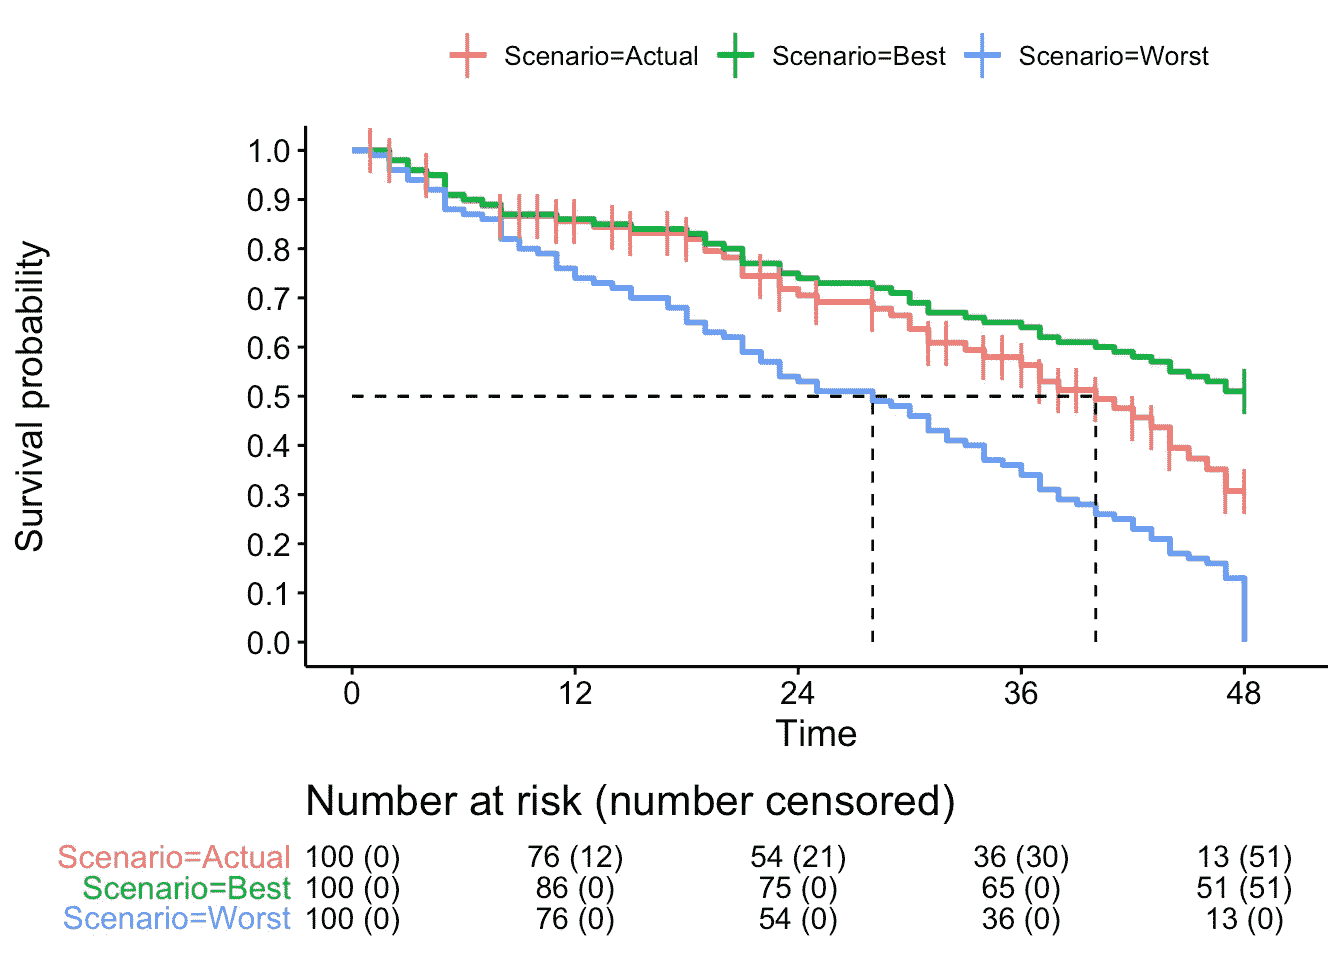 Scenario=Actual Scenario=Best Scenario=Worst
Survival probability
1.0
0.9
0.8
0.7
0.6
0.5
0.4
0.3
0.2
0.1
0.0
0 12 24 36 48
Time
Number at risk (number censored)
Scenario=Actual 100 (0) 76 (12) 54 (21) 36 (30) 13 (51)
Scenario=Best 100 (0) 86 (0) 75 (0) 65 (0) 51 (51)
Scenario=Worst 100 (0) 76 (0) 54 (0) 36 (0) 13 (0)